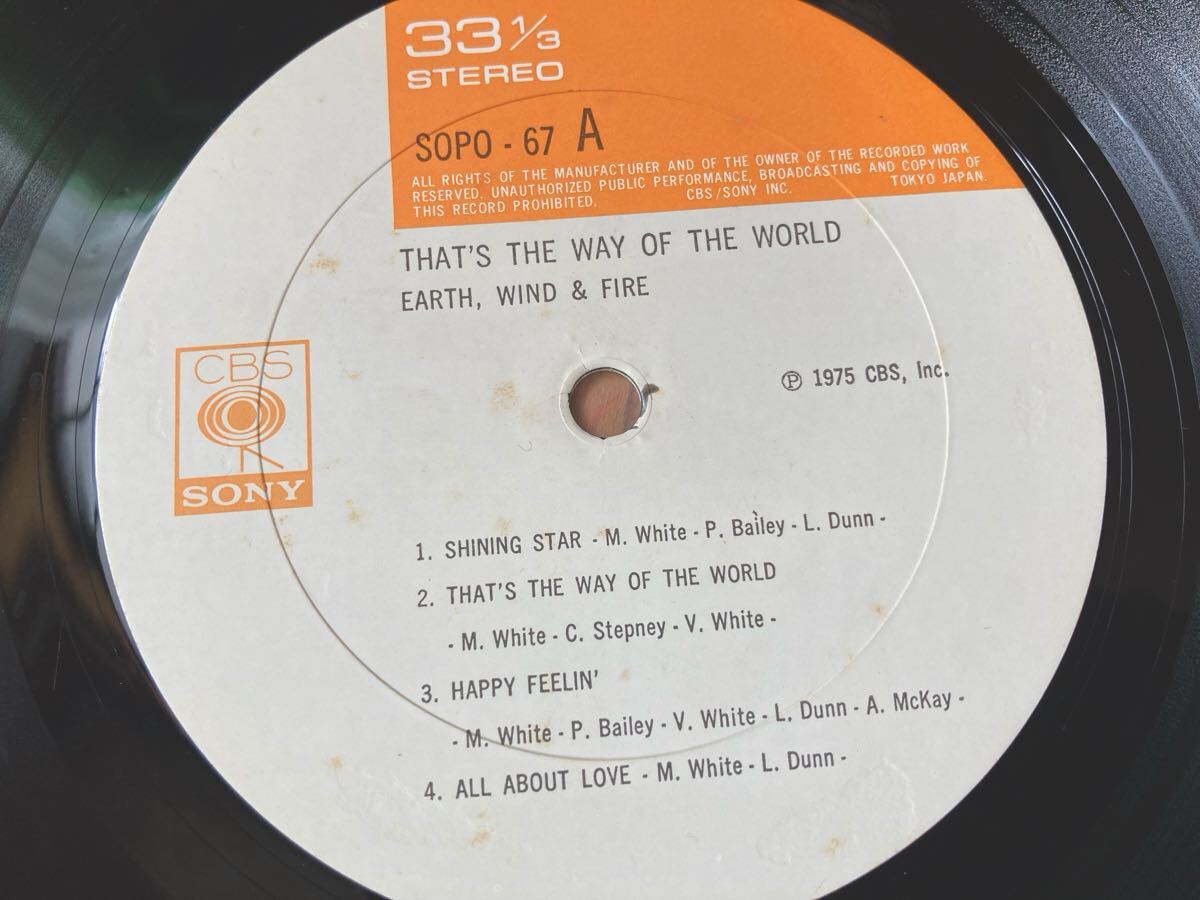 33 1/3
STEREO
SOPO - 67 A
ALL RIGHTS OF THE MANUFACTURER AND OF THE OWNER OF THE RECORDED WORK
RESERVED. UNAUTHORIZED PUBLIC PERFORMANCE, BROADCASTING AND COPYING OF
THIS RECORD PROHIBITED. CBS/SONY INC. TOKYO JAPAN.
THAT'S THE WAY OF THE WORLD
EARTH, WIND & FIRE
CBS
SONY
℗ 1975 CBS, Inc.
1. SHINING STAR - M. White - P. Bailey - L. Dunn -
2. THAT'S THE WAY OF THE WORLD
- M. White - C. Stepney - V. White -
3. HAPPY FEELIN'
- M. White - P. Bailey - V. White - L. Dunn - A. McKay -
4. ALL ABOUT LOVE - M. White - L. Dunn -